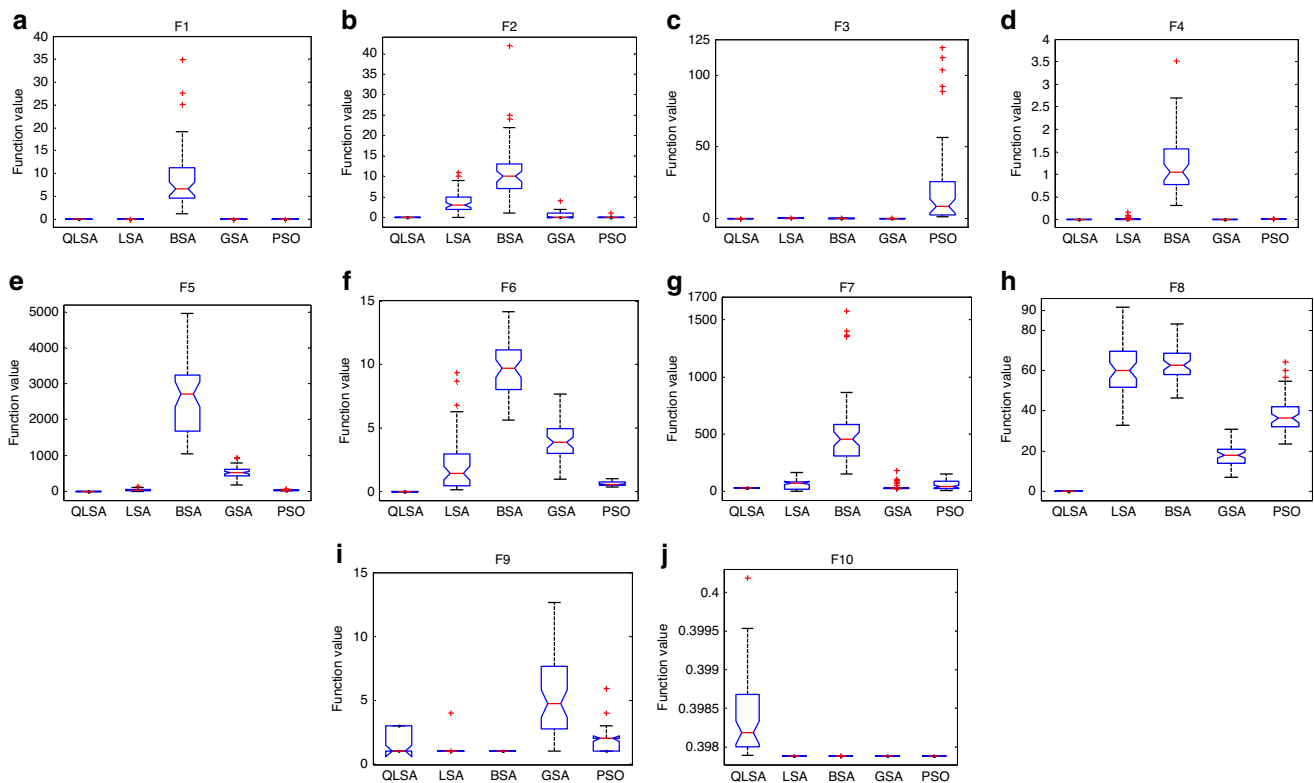 a
F1
Function value
40
35
30
25
20
15
10
5
0
QLSA LSA BSA GSA PSO
b
F2
Function value
40
35
30
25
20
15
10
5
0
QLSA LSA BSA GSA PSO
c
F3
Function value
125
100
50
0
QLSA LSA BSA GSA PSO
d
F4
Function value
4
3.5
3
2.5
2
1.5
1
0.5
0
QLSA LSA BSA GSA PSO
e
F5
Function value
5000
4000
3000
2000
1000
0
QLSA LSA BSA GSA PSO
f
F6
Function value
15
10
5
0
QLSA LSA BSA GSA PSO
g
F7
Function value
1700
1500
1000
500
0
QLSA LSA BSA GSA PSO
h
F8
Function value
90
80
60
40
20
0
QLSA LSA BSA GSA PSO
i
F9
Function value
15
10
5
0
QLSA LSA BSA GSA PSO
j
F10
Function value
0.4
0.3995
0.399
0.3985
0.398
QLSA LSA BSA GSA PSO